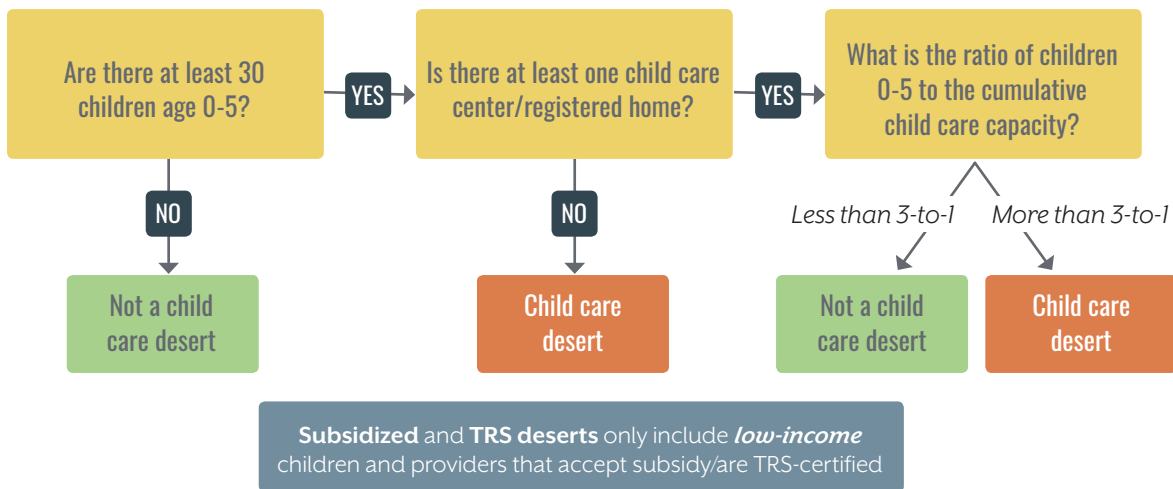 Are there at least 30
children age 0-5?
YES
Is there at least one child care
center/registered home?
YES
What is the ratio of children
0-5 to the cumulative
child care capacity?
NO
NO
Less than 3-to-1
More than 3-to-1
Not a child
care desert
Child care
desert
Not a child
care desert
Child care
desert
Subsidized and TRS deserts only include low-income
children and providers that accept subsidy/are TRS-certified